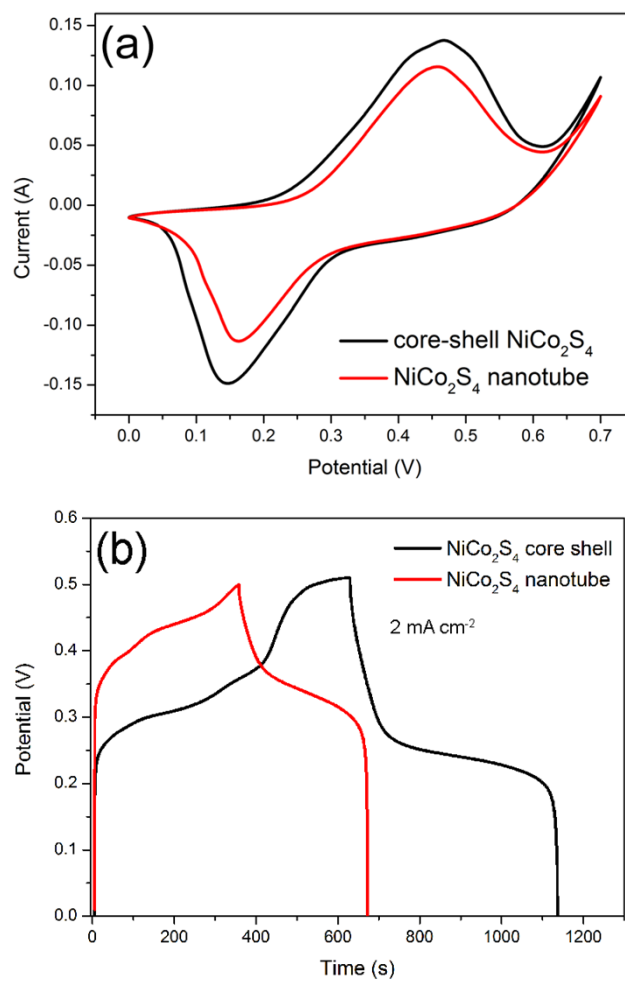 (a)
0.15
0.10
0.05
0.00
-0.05
-0.10
-0.15
Current (A)
core-shell NiCo₂S₄
NiCo₂S₄ nanotube
0.0 0.1 0.2 0.3 0.4 0.5 0.6 0.7
Potential (V)
(b)
0.6
0.5
0.4
0.3
0.2
0.1
0.0
Potential (V)
NiCo₂S₄ core shell
NiCo₂S₄ nanotube
2 mA cm⁻²
0 200 400 600 800 1000 1200
Time (s)